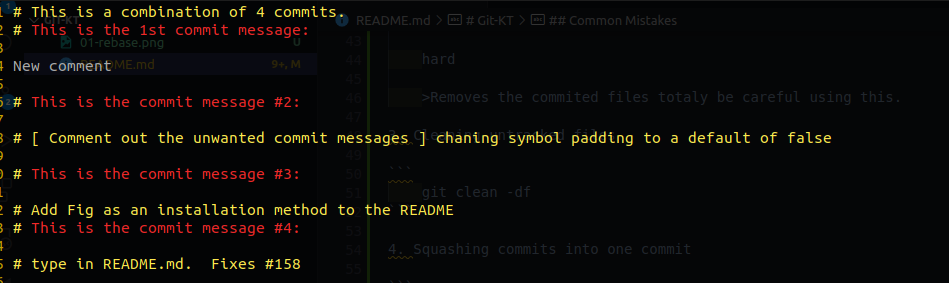 # This is a combination of 4 commits.
# This is the 1st commit message:
New comment
# This is the commit message #2:
# [ Comment out the unwanted commit messages ] chaning symbol padding to a default of false
# This is the commit message #3:
# Add Fig as an installation method to the README
# This is the commit message #4:
# type in README.md.  Fixes #158
GIT-KT
01-rebase.png U
README.md 9+, M
README.md > # Git-KT > ## Common Mistakes
43
44 hard
45
46 >Removes the commited files totaly be careful using this.
47
49
50 ```
51 git clean -df
54 4. Squashing commits into one commit
55
```